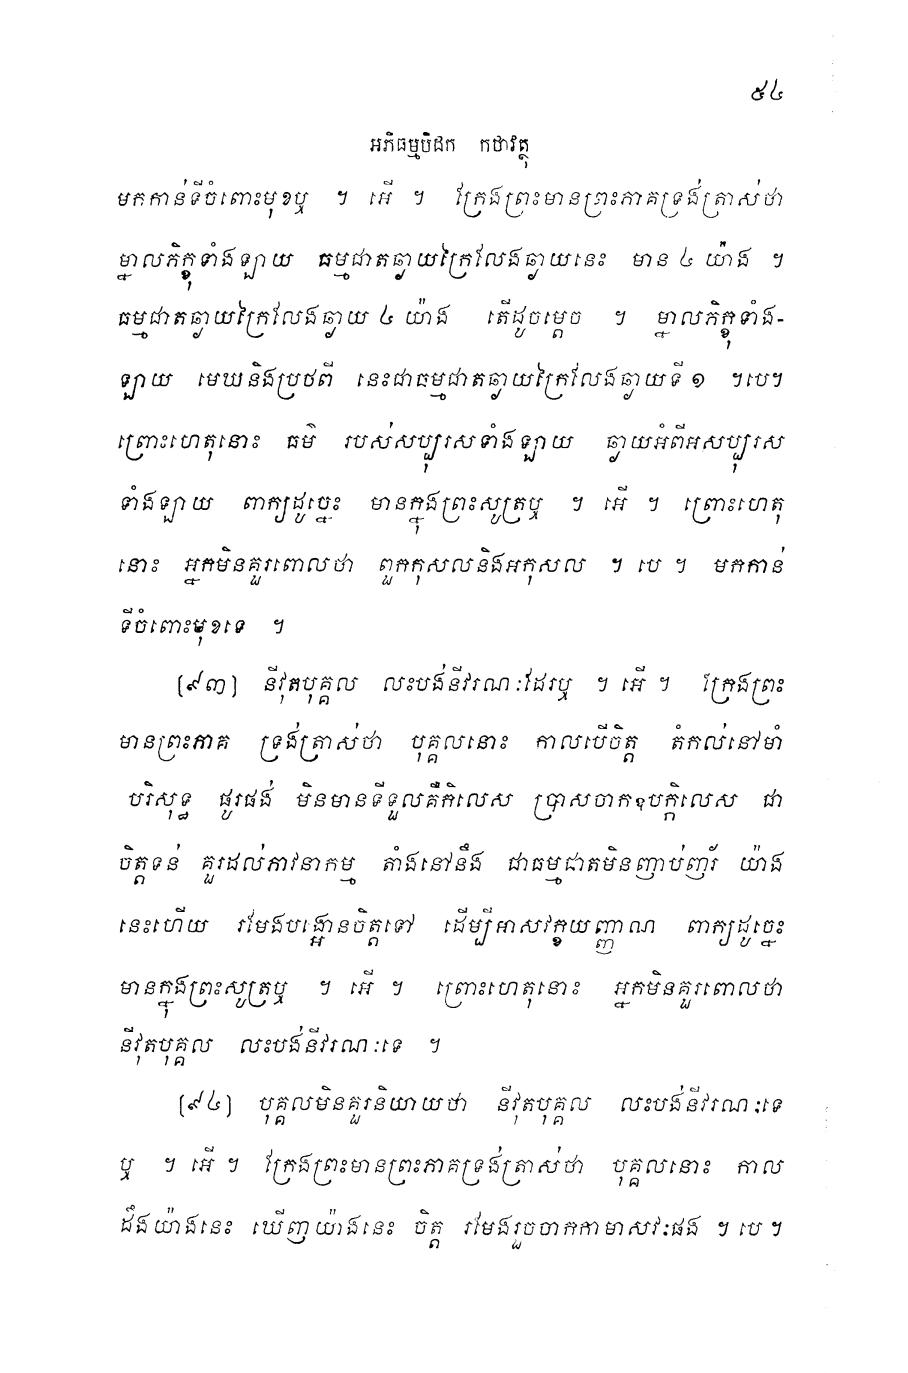 ៥៤
អភិធម្មបិដក កថាវត្ថុ
មកកាន់ទីចំពោះមុខឬ ។ អើ ។ ក្រែងព្រះមានព្រះភាគទ្រង់ត្រាស់ថា
ម្នាលភិក្ខុទាំងឡាយ ធម្មជាតឆ្ងាយក្រៃលែងឆ្ងាយនេះ មាន ៤ យ៉ាង ។
ធម្មជាតឆ្ងាយក្រៃលែងឆ្ងាយ ៤ យ៉ាង តើដូចម្តេច ។ ម្នាលភិក្ខុទាំង-
ឡាយ មេឃនិងប្រថពី នេះជាធម្មជាតឆ្ងាយក្រៃលែងឆ្ងាយទី ១ ។បេ។
ព្រោះហេតុនោះ ធម៌ របស់សប្បុរសទាំងឡាយ ឆ្ងាយអំពីអសប្បុរស
ទាំងឡាយ ពាក្យដូច្នេះ មានក្នុងព្រះសូត្រឬ ។ អើ ។ ព្រោះហេតុ
នោះ អ្នកមិនគួរពោលថា ពួកកុសលនិងអកុសល ។ បេ ។ មកកាន់
ទីចំពោះមុខទេ ។
(៩៣) នីវុតបុគ្គល លះបង់នីវរណៈដែរឬ ។ អើ ។ ក្រែងព្រះ
មានព្រះភាគ ទ្រង់ត្រាស់ថា បុគ្គលនោះ កាលបើចិត្ត តំកល់នៅមាំ
បរិសុទ្ធ ផូរផង់ មិនមានទីទួលគឺកិលេស ប្រាសចាកឧបក្កិលេស ជា
ចិត្តទន់ គួរដល់ភាវនាកម្ម តាំងនៅនឹង ជាធម្មជាតមិនញាប់ញ័រ យ៉ាង
នេះហើយ រមែងបង្អោនចិត្តទៅ ដើម្បីអាសវក្ខយញ្ញាណ ពាក្យដូច្នេះ
មានក្នុងព្រះសូត្រឬ ។ អើ ។ ព្រោះហេតុនោះ អ្នកមិនគួរពោលថា
នីវុតបុគ្គល លះបង់នីវរណៈទេ ។
(៩៤) បុគ្គលមិនគួរនិយាយថា នីវុតបុគ្គល លះបង់នីវរណៈទេ
ឬ ។ អើ ។ ក្រែងព្រះមានព្រះភាគទ្រង់ត្រាស់ថា បុគ្គលនោះ កាល
ដឹងយ៉ាងនេះ ឃើញយ៉ាងនេះ ចិត្ត រមែងរួចចាកកាមាសវៈផង ។ បេ ។